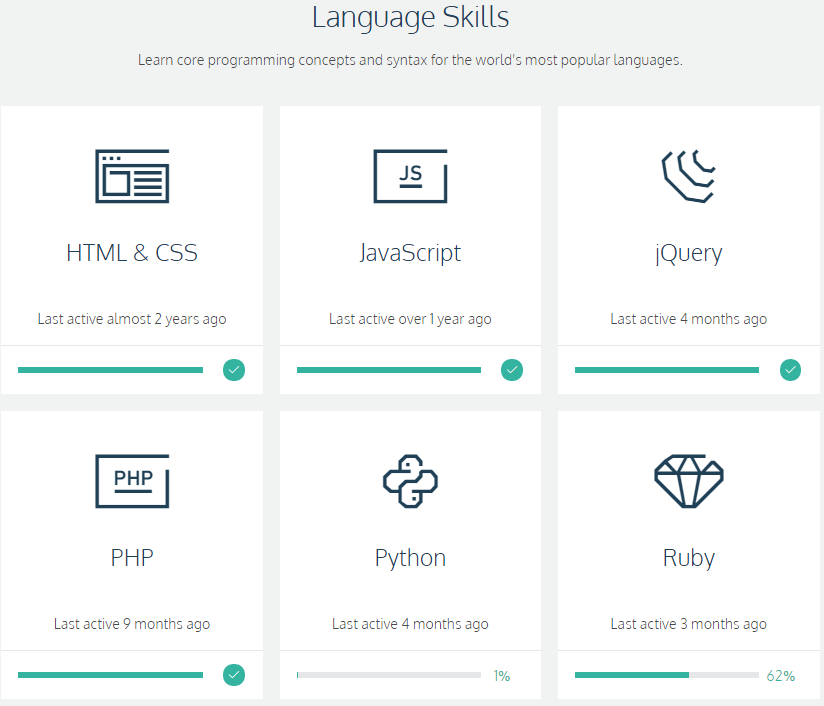 Language Skills
Learn core programming concepts and syntax for the world's most popular languages.
JS
HTML & CSS
JavaScript
jQuery
Last active almost 2 years ago
Last active over 1 year ago
Last active 4 months ago
PHP
PHP
Python
Ruby
Last active 9 months ago
Last active 4 months ago
Last active 3 months ago
1%
62%